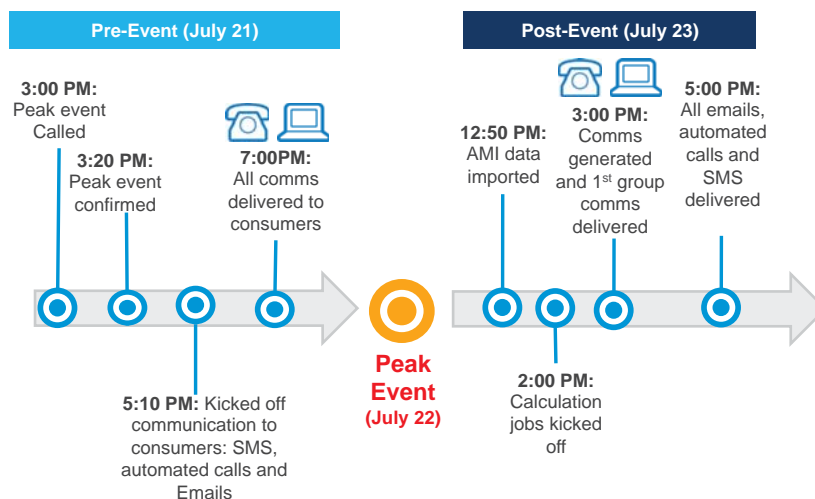 Pre-Event (July 21)
3:00 PM:
Peak event
Called
3:20 PM:
Peak event
confirmed
7:00PM:
All comms
delivered to
consumers
5:10 PM: Kicked off
communication to
consumers: SMS,
automated calls and
Emails
Peak
Event
(July 22)
Post-Event (July 23)
12:50 PM:
AMI data
imported
2:00 PM:
Calculation
jobs kicked
off
3:00 PM:
Comms
generated
and 1st group
comms
delivered
5:00 PM:
All emails,
automated
calls and
SMS
delivered